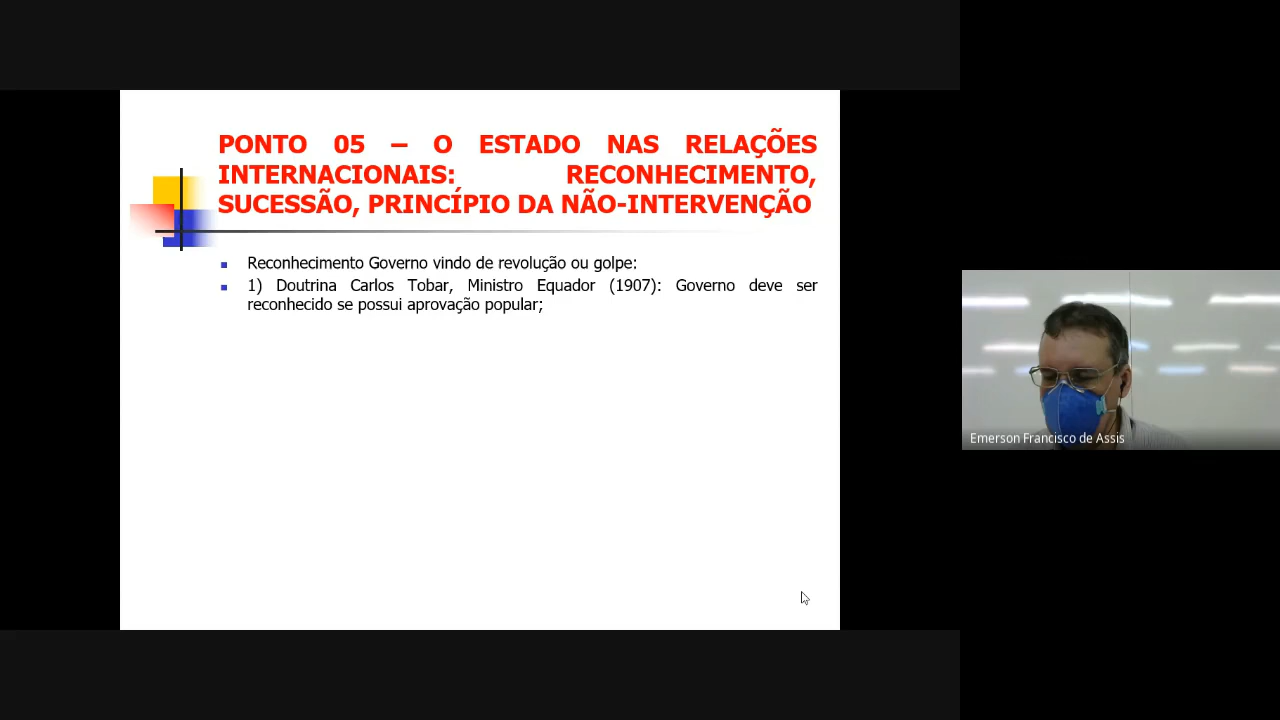 PONTO 05 – O ESTADO NAS RELAÇÕES
INTERNACIONAIS: RECONHECIMENTO,
SUCESSÃO, PRINCÍPIO DA NÃO-INTERVENÇÃO
Reconhecimento Governo vindo de revolução ou golpe:
1) Doutrina Carlos Tobar, Ministro Equador (1907): Governo deve ser
reconhecido se possui aprovação popular;
Emerson Francisco de Assis